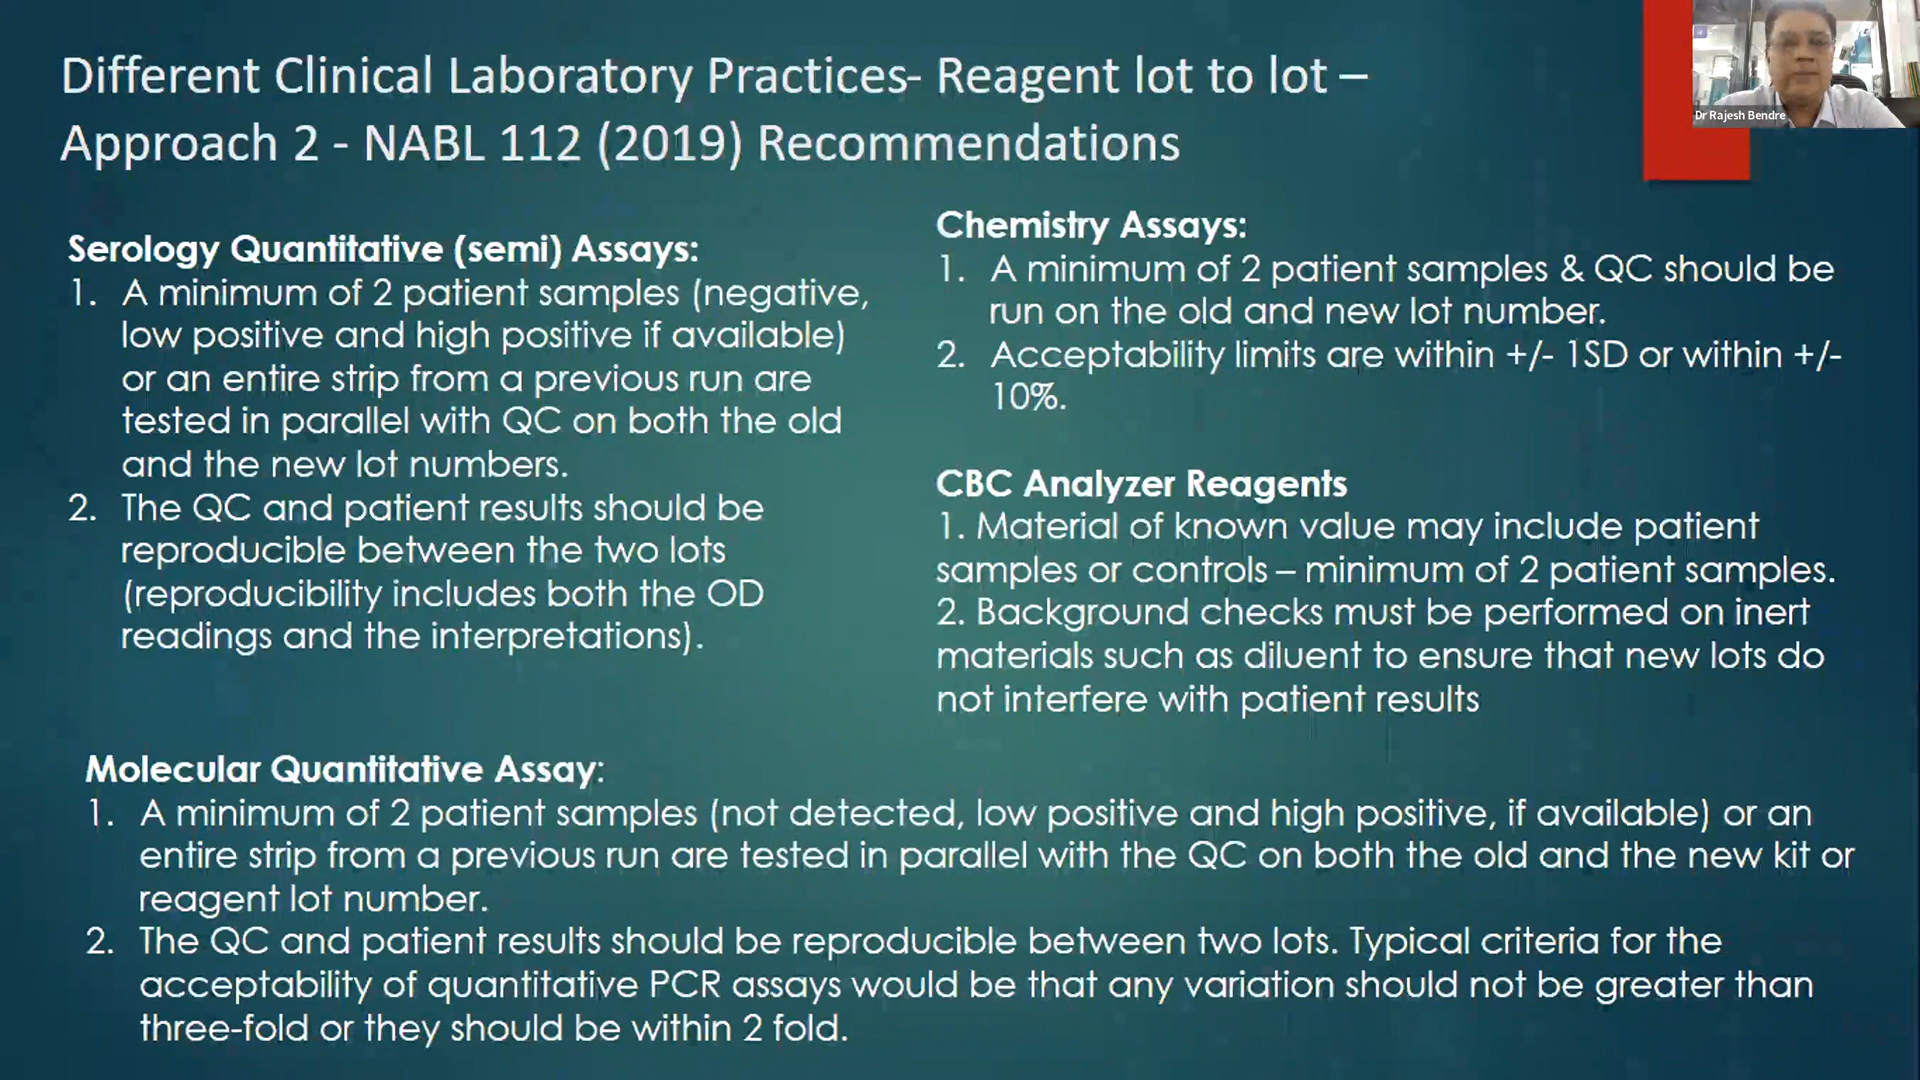 Different Clinical Laboratory Practices- Reagent lot to lot –
Approach 2 - NABL 112 (2019) Recommendations
Dr Rajesh Bendre
Serology Quantitative (semi) Assays:
1. A minimum of 2 patient samples (negative,
low positive and high positive if available)
or an entire strip from a previous run are
tested in parallel with QC on both the old
and the new lot numbers.
2. The QC and patient results should be
reproducible between the two lots
(reproducibility includes both the OD
readings and the interpretations).
Chemistry Assays:
1. A minimum of 2 patient samples & QC should be
run on the old and new lot number.
2. Acceptability limits are within +/- 1SD or within +/-
10%.
CBC Analyzer Reagents
1. Material of known value may include patient
samples or controls – minimum of 2 patient samples.
2. Background checks must be performed on inert
materials such as diluent to ensure that new lots do
not interfere with patient results
Molecular Quantitative Assay:
1. A minimum of 2 patient samples (not detected, low positive and high positive, if available) or an
entire strip from a previous run are tested in parallel with the QC on both the old and the new kit or
reagent lot number.
2. The QC and patient results should be reproducible between two lots. Typical criteria for the
acceptability of quantitative PCR assays would be that any variation should not be greater than
three-fold or they should be within 2 fold.